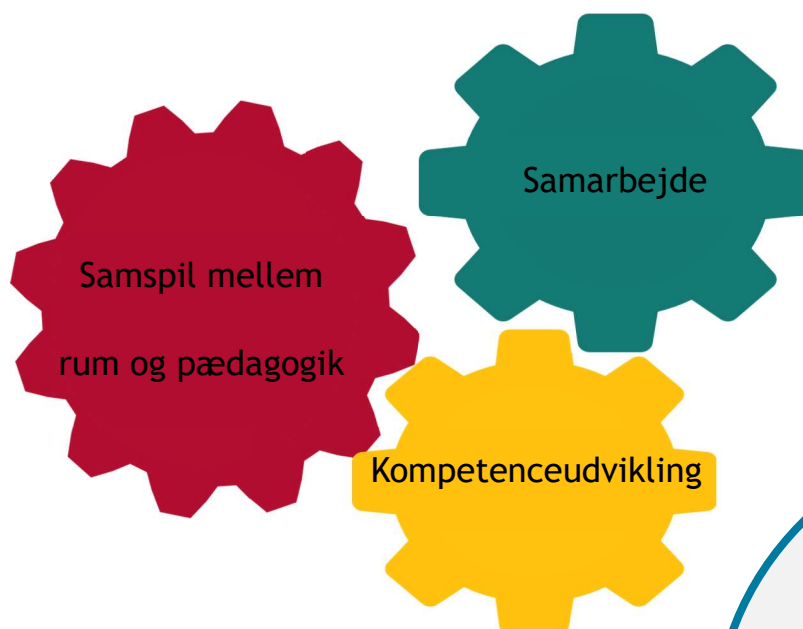 Samarbejde
Samspil mellem
rum og pædagogik
Kompetenceudvikling